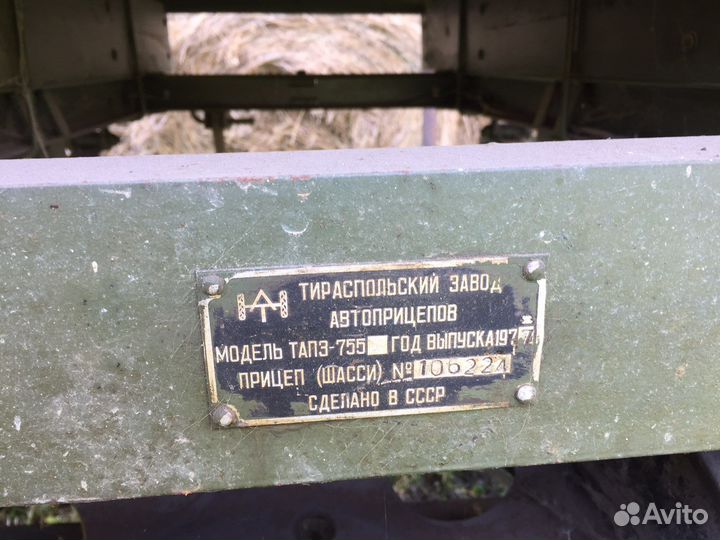 ТИРАСПОЛЬСКИЙ ЗАВОД
АВТОПРИЦЕПОВ
МОДЕЛЬ ТАПЗ-755 ГОД ВЫПУСКА 1977
ПРИЦЕП (ШАССИ) № 106224
СДЕЛАНО В СССР
Avito